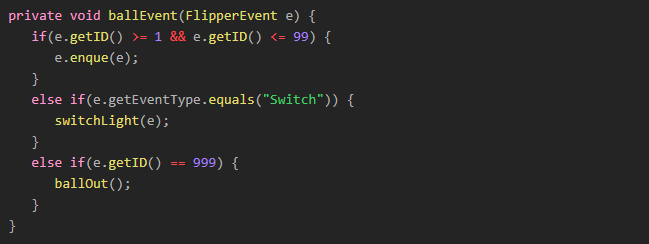 private void ballEvent(FlipperEvent e) {
   if(e.getID() >= 1 && e.getID() <= 99) {
      e.enque(e);
   }
   else if(e.getEventType.equals("Switch")) {
      switchLight(e);
   }
   else if(e.getID() == 999) {
      ballOut();
   }
}